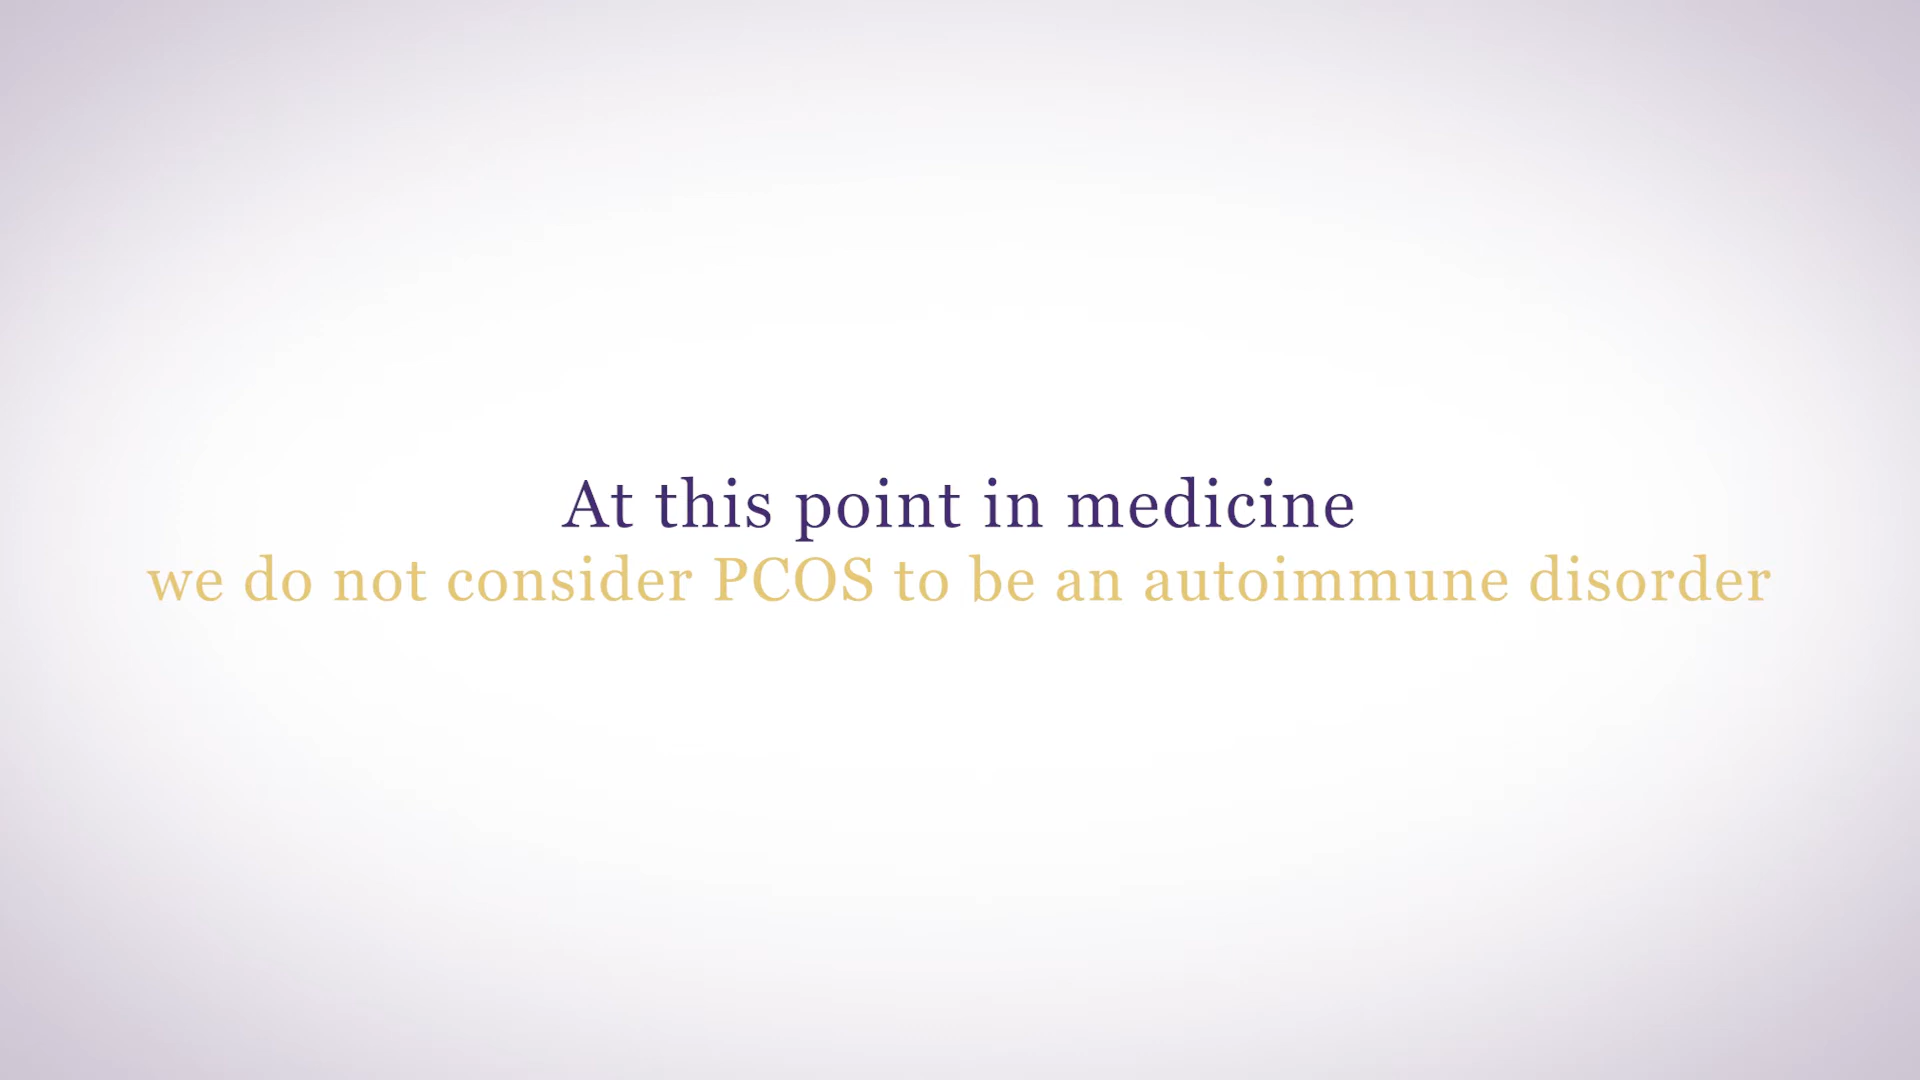 At this point in medicine
we do not consider PCOS to be an autoimmune disorder